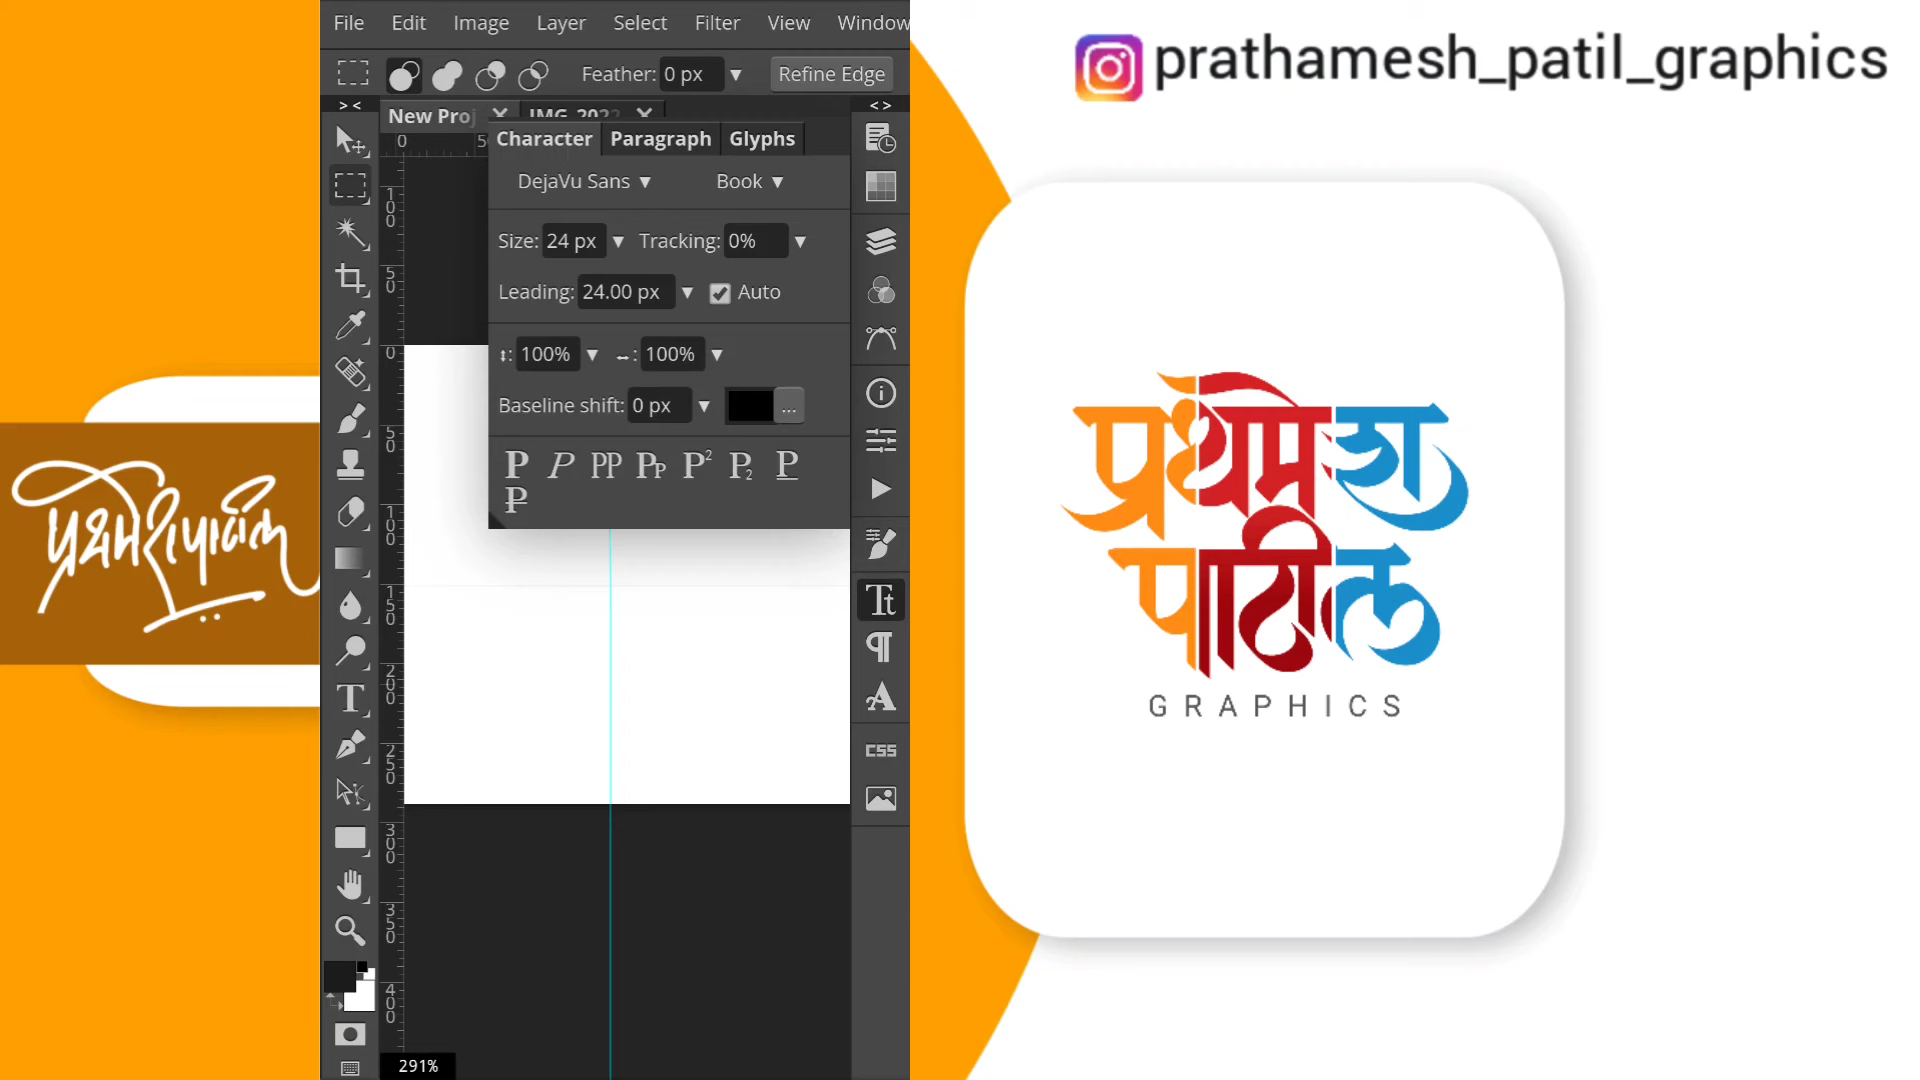 prathamesh_patil_graphics
File Edit Image Layer Select Filter View Window
Feather: 0 px Refine Edge
New Proj
Character Paragraph Glyphs
DejaVu Sans Book
Size: 24 px Tracking: 0%
Leading: 24.00 px Auto
100% 100%
Baseline shift: 0 px ...
CSS
291%
प्रथमेश पाटील
प्रथमेश
पाटील
GRAPHICS